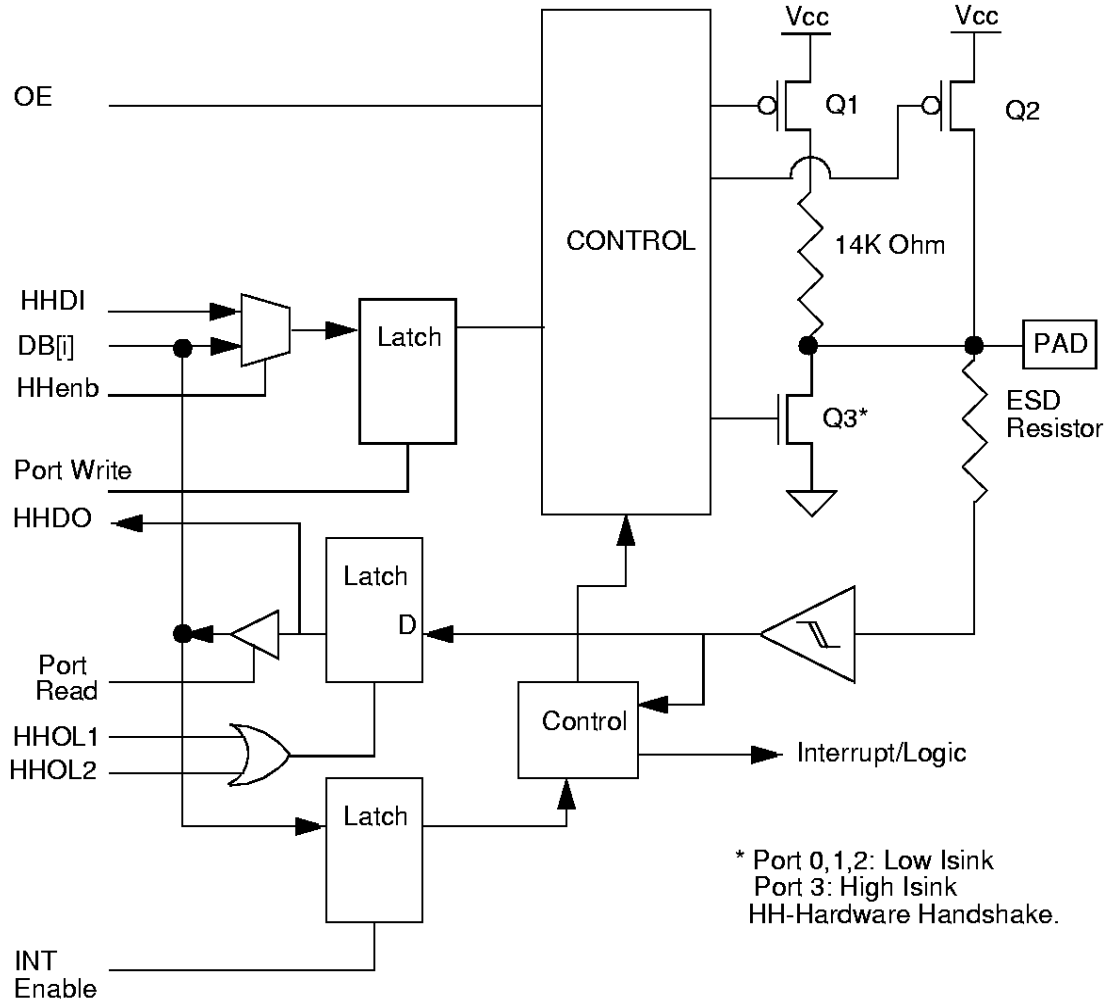 Vcc
Vcc
OE
Q1
Q2
CONTROL
14K Ohm
HHDI
DB[i]
HHenb
Latch
PAD
Q3*
ESD
Resistor
Port Write
HHDO
Latch
D
Port
Read
HHOL1
HHOL2
Control
Interrupt/Logic
Latch
* Port 0,1,2: Low Isink
Port 3: High Isink
HH-Hardware Handshake.
INT
Enable